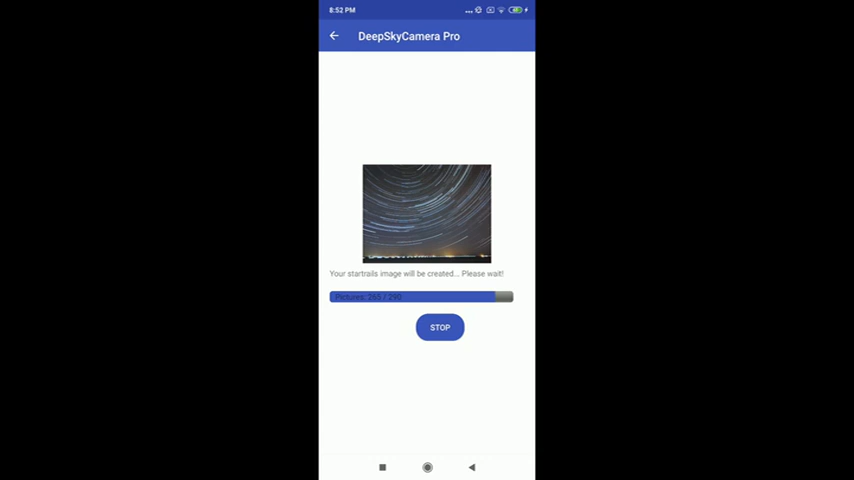 8:52 PM
DeepSkyCamera Pro
Your startrails image will be created... Please wait!
Pictures: 265 / 290
STOP